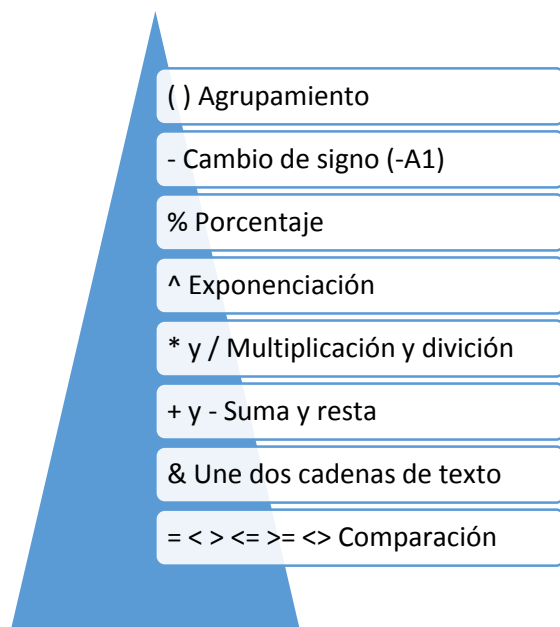 ( ) Agrupamiento
- Cambio de signo (-A1)
% Porcentaje
^ Exponenciación
* y / Multiplicación y divición
+ y - Suma y resta
& Une dos cadenas de texto
= < > <= >= <> Comparación